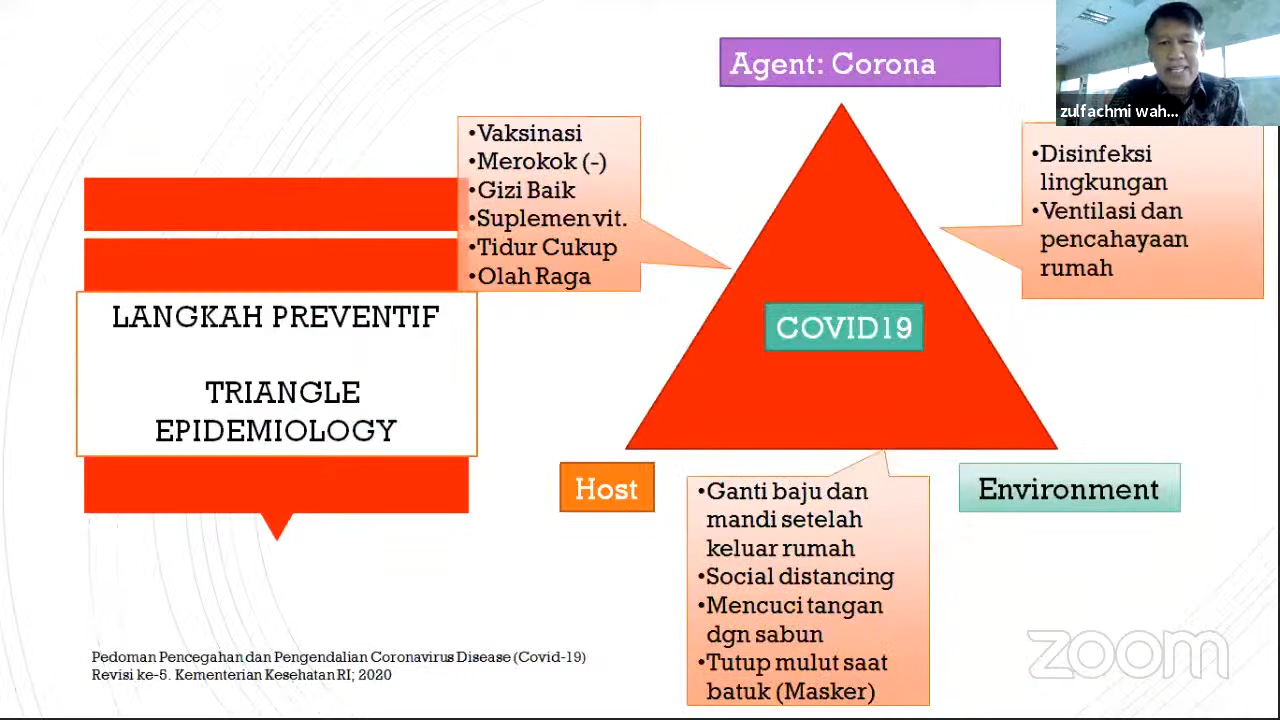 Agent: Corona
zulfachmi wah...
•Vaksinasi
•Merokok (-)
•Gizi Baik
•Suplemen vit.
•Tidur Cukup
•Olah Raga
•Disinfeksi
lingkungan
•Ventilasi dan
pencahayaan
rumah
LANGKAH PREVENTIF
TRIANGLE
EPIDEMIOLOGY
COVID19
Host
Environment
•Ganti baju dan
mandi setelah
keluar rumah
•Social distancing
•Mencuci tangan
dgn sabun
•Tutup mulut saat
batuk (Masker)
Pedoman Pencegahan dan Pengendalian Coronavirus Disease (Covid-19)
Revisi ke-5. Kementerian Kesehatan RI; 2020
zoom